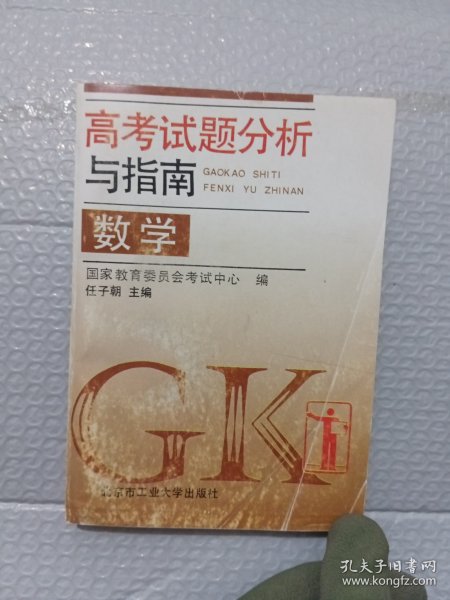 高考试题分析
与指南
GAOKAO SHITI
FENXI YU ZHINAN
数学
国家教育委员会考试中心 编
任子朝 主编
GK
北京市工业大学出版社
孔夫子旧书网
www.kongfz.com